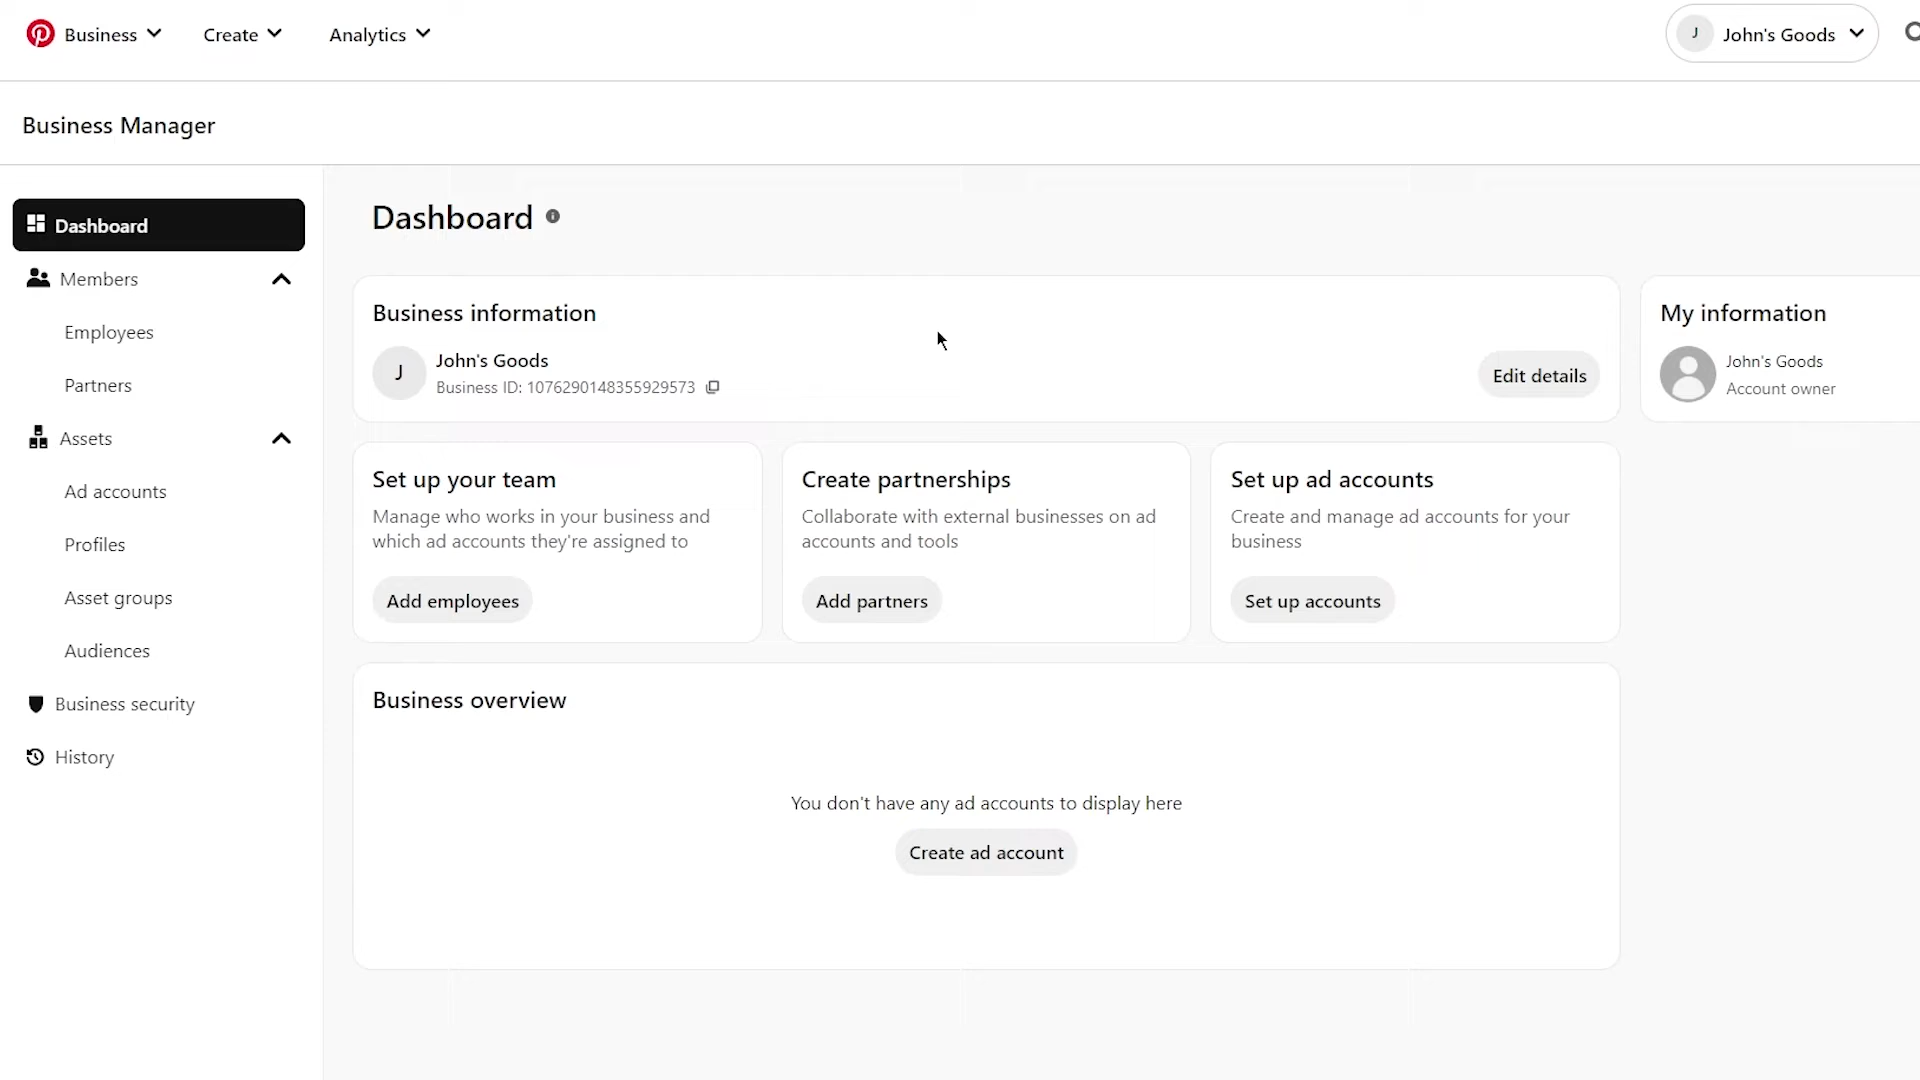 Business
Create
Analytics
J
John's Goods
Business Manager
Dashboard
Members
Employees
Partners
Assets
Ad accounts
Profiles
Asset groups
Audiences
Business security
History
Dashboard
Business information
J
John's Goods
Business ID: 1076290148355929573
Edit details
My information
John's Goods
Account owner
Set up your team
Manage who works in your business and
which ad accounts they're assigned to
Add employees
Create partnerships
Collaborate with external businesses on ad
accounts and tools
Add partners
Set up ad accounts
Create and manage ad accounts for your
business
Set up accounts
Business overview
You don't have any ad accounts to display here
Create ad account